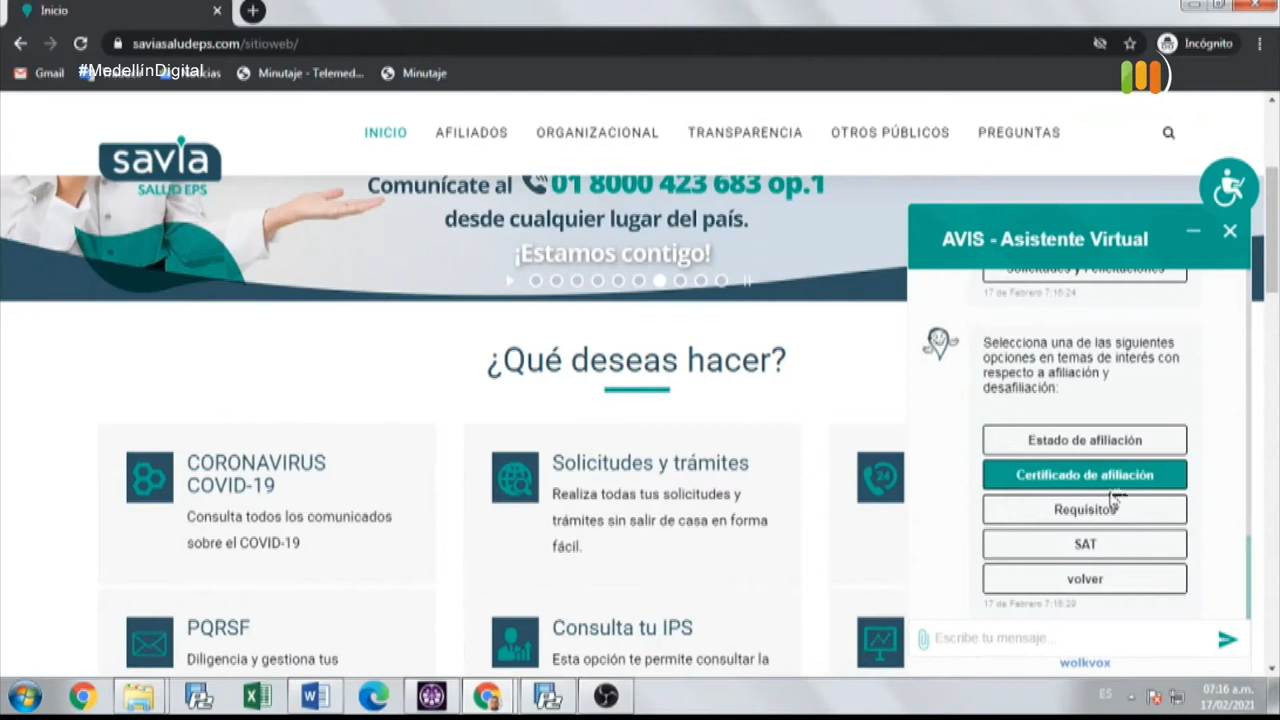 Inicio
saviasaludeps.com/sitioweb/
Incógnito
Gmail
#MedellínDigital
Minutaje - Telemed...
Minutaje
savia
SALUD EPS
INICIO
AFILIADOS
ORGANIZACIONAL
TRANSPARENCIA
OTROS PÚBLICOS
PREGUNTAS
Comunícate al 01 8000 423 683 op.1
desde cualquier lugar del país.
¡Estamos contigo!
¿Qué deseas hacer?
CORONAVIRUS
COVID-19
Consulta todos los comunicados
sobre el COVID-19
Solicitudes y trámites
Realiza todas tus solicitudes y
trámites sin salir de casa en forma
fácil.
24
PQRSF
Diligencia y gestiona tus
Consulta tu IPS
Esta opción te permite consultar la
AVIS - Asistente Virtual
Solicitudes y Felicitaciones
17 de Febrero 7:16:24
Selecciona una de las siguientes
opciones en temas de interés con
respecto a afiliación y
desafiliación:
Estado de afiliación
Certificado de afiliación
Requisitos
SAT
volver
17 de Febrero 7:16:29
Escribe tu mensaje...
wolkvox
ES
07:16 a.m.
17/02/2021